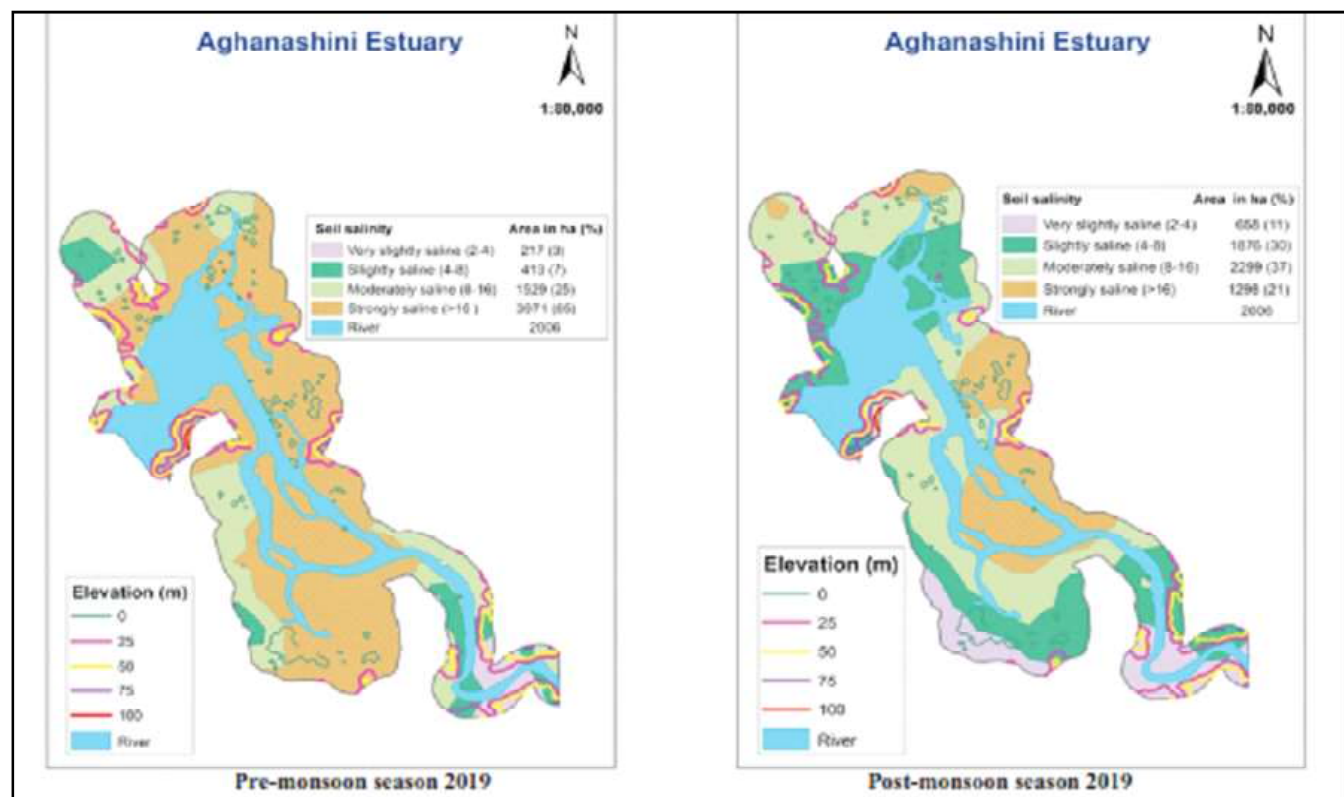 Aghanashini Estuary
N
1:80,000
Soil salinity Area in ha (%)
Very slightly saline (2-4) 217 (3)
Slightly saline (4-8) 413 (7)
Moderately saline (8-16) 1529 (25)
Strongly saline (>16)
River 2006
Elevation (m)
0
25
50
75
100
River
Pre-monsoon season 2019
Aghanashini Estuary
N
1:80,000
Soil salinity Area in ha (%)
Very slightly saline (2-4) 658 (11)
Slightly saline (4-8) 1876 (30)
Moderately saline (8-16) 2299 (37)
Strongly saline (>16) 1298 (21)
River 2006
Elevation (m)
0
25
50
75
100
River
Post-monsoon season 2019